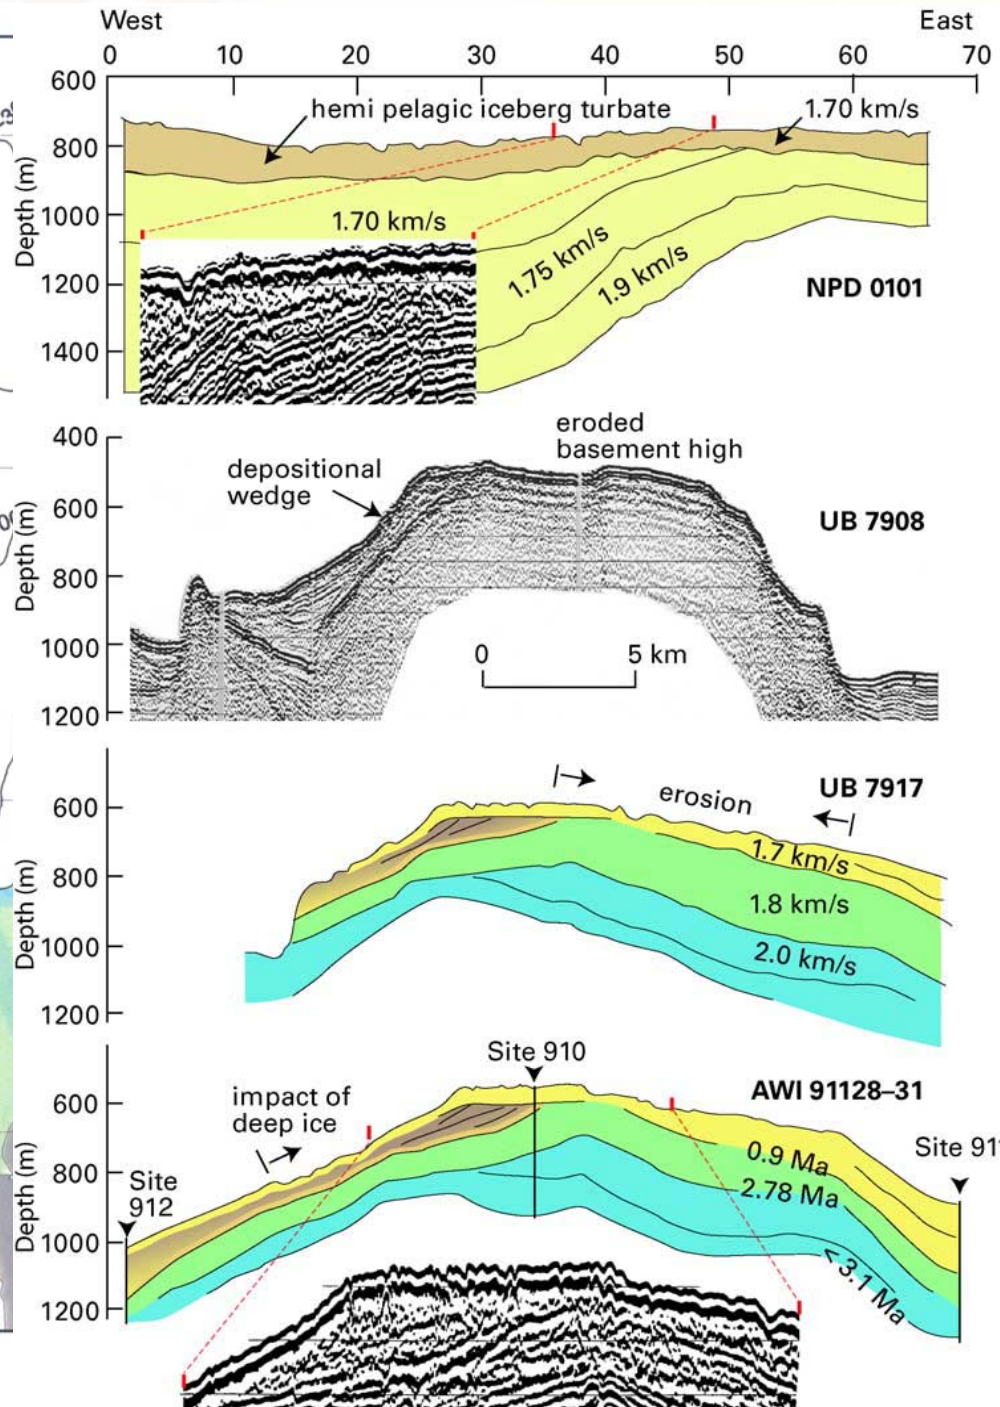 West
East
0 10 20 30 40 50 60 70
600
hemi pelagic iceberg turbate
1.70 km/s
800
Depth (m)
1000
1.70 km/s
1.75 km/s
1.9 km/s
1200
NPD 0101
1400
400
eroded
basement high
depositional
wedge
600
UB 7908
Depth (m)
800
1000
0 5 km
1200
UB 7917
600
erosion
1.7 km/s
800
Depth (m)
1.8 km/s
1000
2.0 km/s
1200
Site 910
AWI 91128–31
600
impact of
deep ice
Site 91
0.9 Ma
800
Depth (m)
Site
912
2.78 Ma
1000
< 3.1 Ma
1200